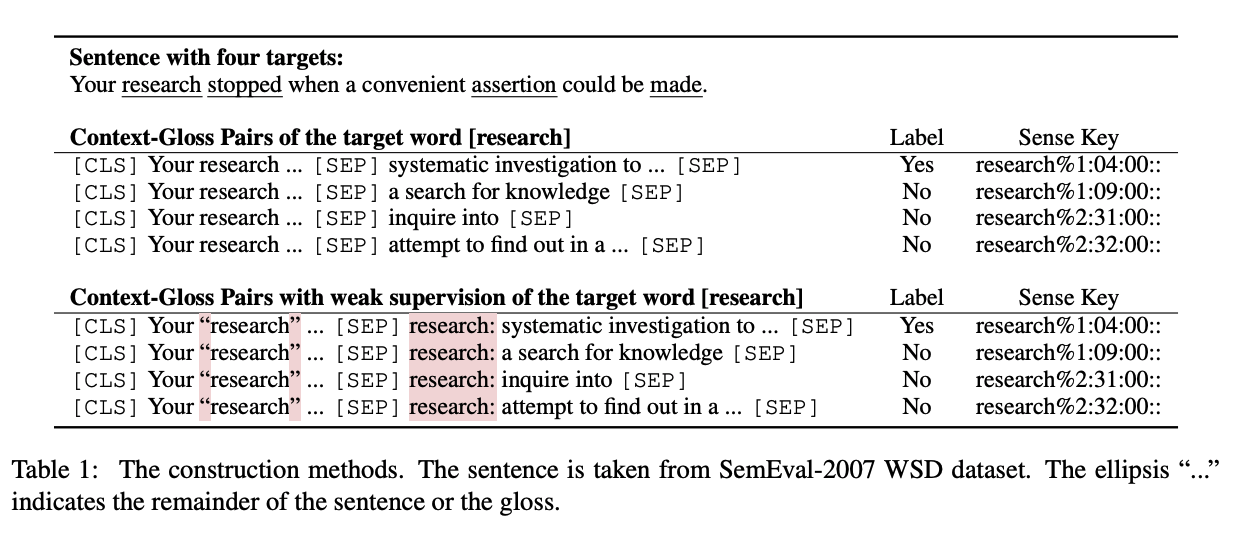 Sentence with four targets:
Your research stopped when a convenient assertion could be made.
Context-Gloss Pairs of the target word [research] Label Sense Key
[CLS] Your research ... [SEP] systematic investigation to ... [SEP] Yes research%1:04:00::
[CLS] Your research ... [SEP] a search for knowledge [SEP] No research%1:09:00::
[CLS] Your research ... [SEP] inquire into [SEP] No research%2:31:00::
[CLS] Your research ... [SEP] attempt to find out in a ... [SEP] No research%2:32:00::
Context-Gloss Pairs with weak supervision of the target word [research] Label Sense Key
[CLS] Your “research” ... [SEP] research: systematic investigation to ... [SEP] Yes research%1:04:00::
[CLS] Your “research” ... [SEP] research: a search for knowledge [SEP] No research%1:09:00::
[CLS] Your “research” ... [SEP] research: inquire into [SEP] No research%2:31:00::
[CLS] Your “research” ... [SEP] research: attempt to find out in a ... [SEP] No research%2:32:00::
Table 1: The construction methods. The sentence is taken from SemEval-2007 WSD dataset. The ellipsis “...”
indicates the remainder of the sentence or the gloss.